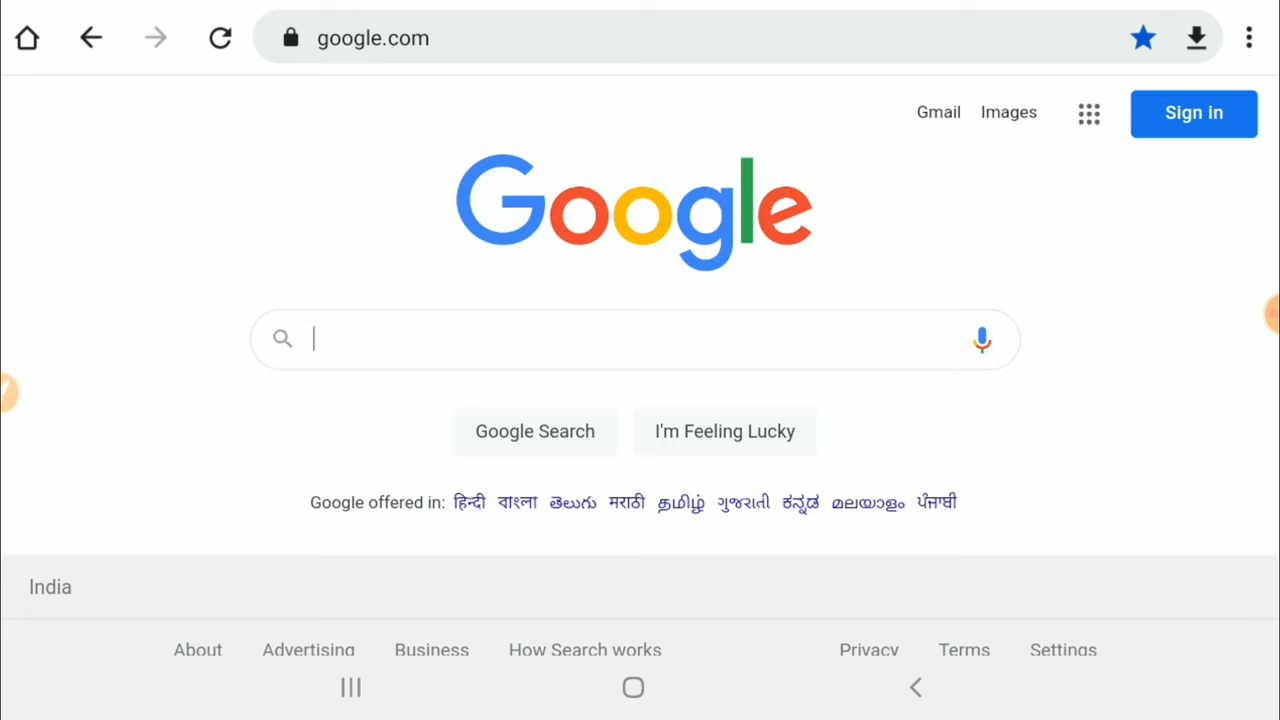 google.com
Gmail Images Sign in
Google
Google Search I'm Feeling Lucky
Google offered in: हिन्दी বাংলা తెలుగు मराठी தமிழ் ગુજરાતી ಕನ್ನಡ മലയാളം ਪੰਜਾਬੀ
India
About Advertising Business How Search works Privacy Terms Settings